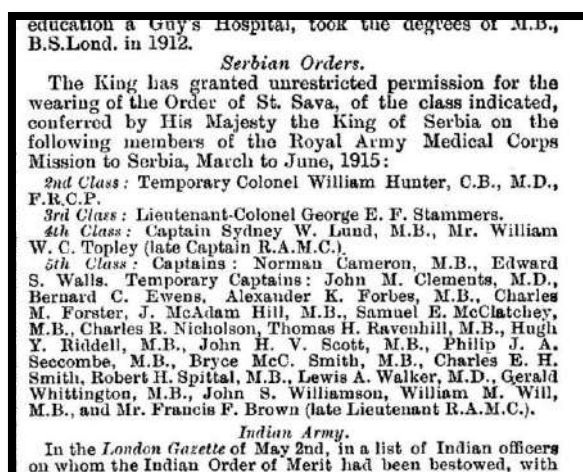 education a Guy's Hospital, took the degrees of M.B.,
B.S.Lond. in 1912.
Serbian Orders.
The King has granted unrestricted permission for the
wearing of the Order of St. Sava, of the class indicated,
conferred by His Majesty the King of Serbia on the
following members of the Royal Army Medical Corps
Mission to Serbia, March to June, 1915:
2nd Class: Temporary Colonel William Hunter, C.B., M.D.,
F.R.C.P.
3rd Class: Lieutenant-Colonel George E. F. Stammers.
4th Class: Captain Sydney W. Lund, M.B., Mr. William
W. C. Topley (late Captain R.A.M.C.).
5th Class: Captains: Norman Cameron, M.B., Edward
S. Walls. Temporary Captains: John M. Clements, M.D.,
Bernard C. Ewens, Alexander K. Forbes, M.B., Charles
M. Forster, J. McAdam Hill, M.B., Samuel E. McClatchey,
M.B., Charles R. Nicholson, Thomas H. Ravenhill, M.B., Hugh
Y. Riddell, M.B., John H. V. Scott, M.B., Philip J. A.
Seccombe, M.B., Bryce McC. Smith, M.B., Charles E. H.
Smith, Robert H. Spittal, M.B., Lewis A. Walker, M.D., Gerald
Whittington, M.B., John S. Williamson, William M. Will,
M.B., and Mr. Francis F. Brown (late Lieutenant R.A.M.C.).
Indian Army.
In the London Gazette of May 2nd, in a list of Indian officers
on whom the Indian Order of Merit had been bestowed, with